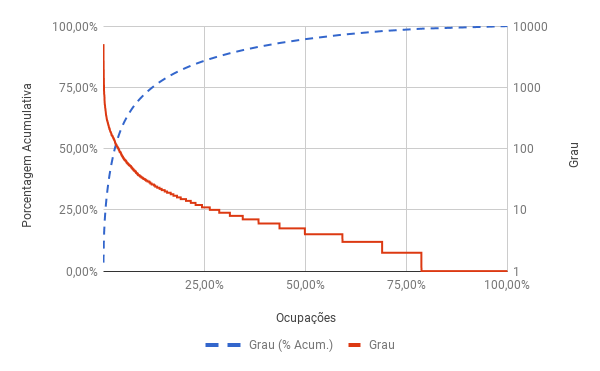 100,00%
75,00%
50,00%
25,00%
0,00%
Porcentagem Acumulativa
10000
1000
100
10
1
Grau
25,00%
50,00%
75,00%
100,00%
Ocupações
Grau (% Acum.)
Grau